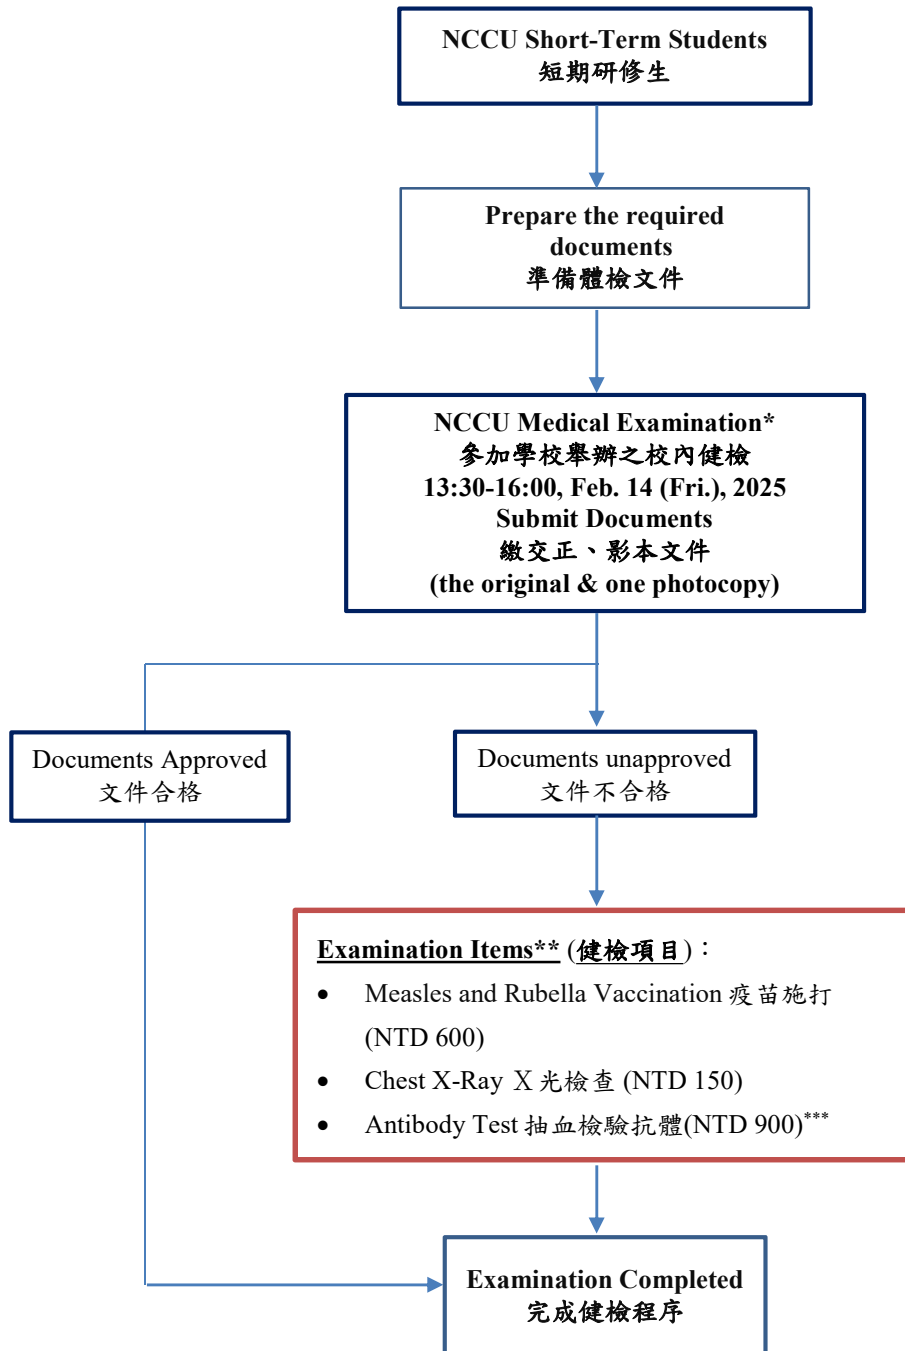 NCCU Short-Term Students
短期研修生
Prepare the required
documents
準備體檢文件
NCCU Medical Examination*
參加學校舉辦之校內健檢
13:30-16:00, Feb. 14 (Fri.), 2025
Submit Documents
繳交正、影本文件
(the original & one photocopy)
Documents Approved
文件合格
Documents unapproved
文件不合格
Examination Items** (健檢項目)：
• Measles and Rubella Vaccination 疫苗施打
(NTD 600)
• Chest X-Ray Ｘ光檢查 (NTD 150)
• Antibody Test 抽血檢驗抗體(NTD 900)***
Examination Completed
完成健檢程序